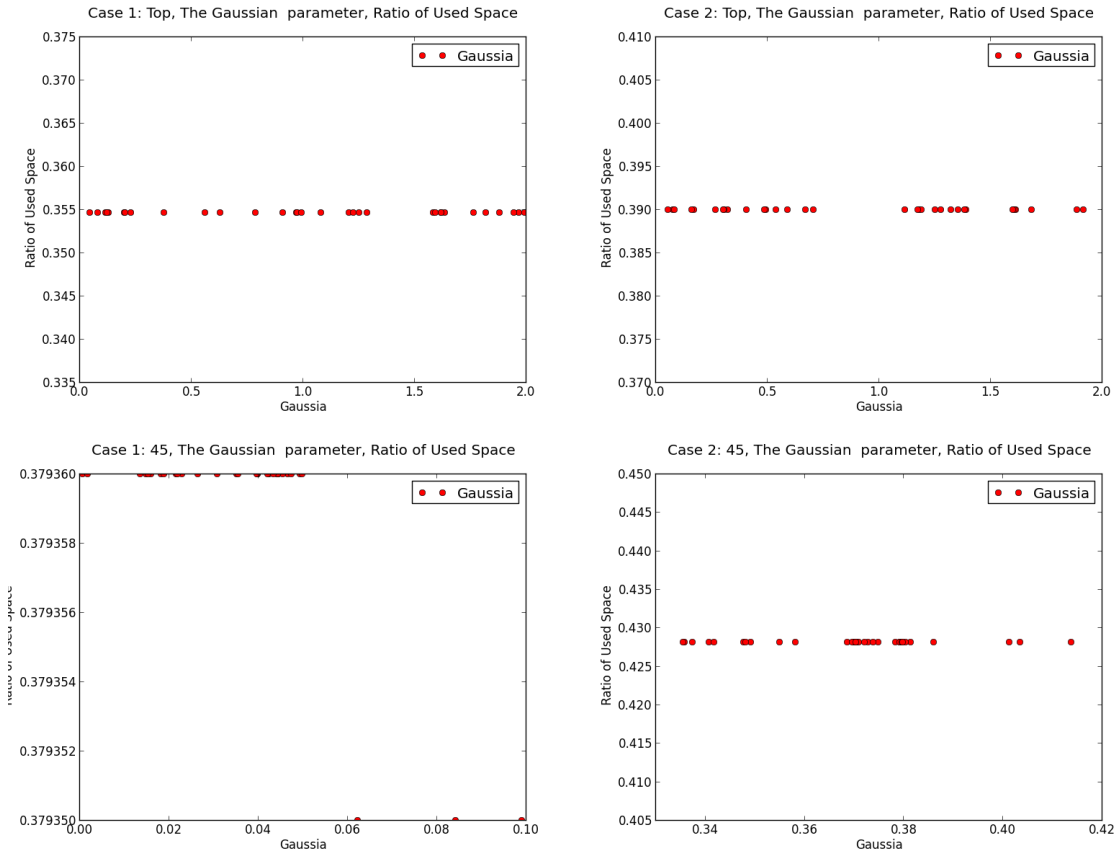 Case 1: Top, The Gaussian  parameter, Ratio of Used Space
0.375
0.370
0.365
0.360
0.355
0.350
0.345
0.340
0.335
Ratio of Used Space
Gaussia
0.0 0.5 1.0 1.5 2.0
Gaussia
Case 2: Top, The Gaussian  parameter, Ratio of Used Space
0.410
0.405
0.400
0.395
0.390
0.385
0.380
0.375
0.370
Ratio of Used Space
Gaussia
0.0 0.5 1.0 1.5 2.0
Gaussia
Case 1: 45, The Gaussian  parameter, Ratio of Used Space
0.379360
0.379358
0.379356
0.379354
0.379352
0.379350
Ratio of Used Space
Gaussia
0.00 0.02 0.04 0.06 0.08 0.10
Gaussia
Case 2: 45, The Gaussian  parameter, Ratio of Used Space
0.450
0.445
0.440
0.435
0.430
0.425
0.420
0.415
0.410
0.405
Ratio of Used Space
Gaussia
0.34 0.36 0.38 0.40 0.42
Gaussia